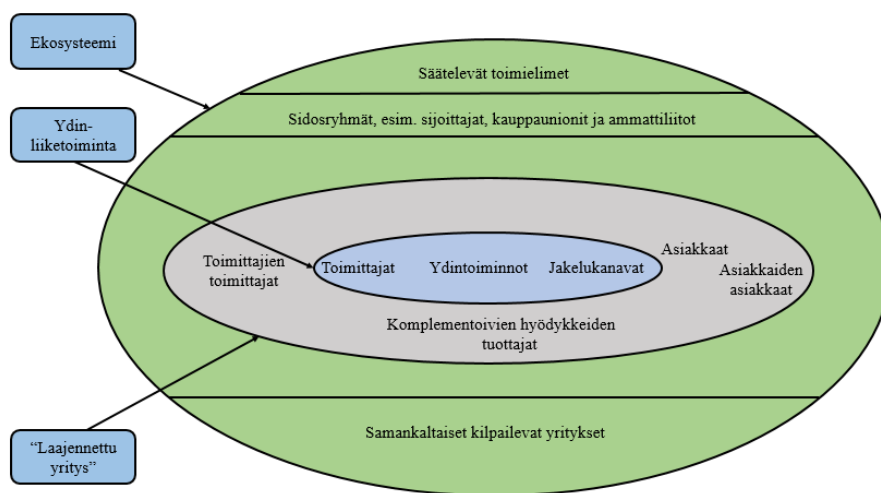 Ekosysteemi
Säätelevät toimielimet
Sidosryhmät, esim. sijoittajat, kauppaunionit ja ammattiliitot
Ydin-
liiketoiminta
Toimittajien
toimittajat
Toimittajat
Ydintoiminnot
Jakelukanavat
Asiakkaat
Asiakkaiden
asiakkaat
Komplementoivien hyödykkeiden
tuottajat
Samankaltaiset kilpailevat yritykset
“Laajennettu
yritys”